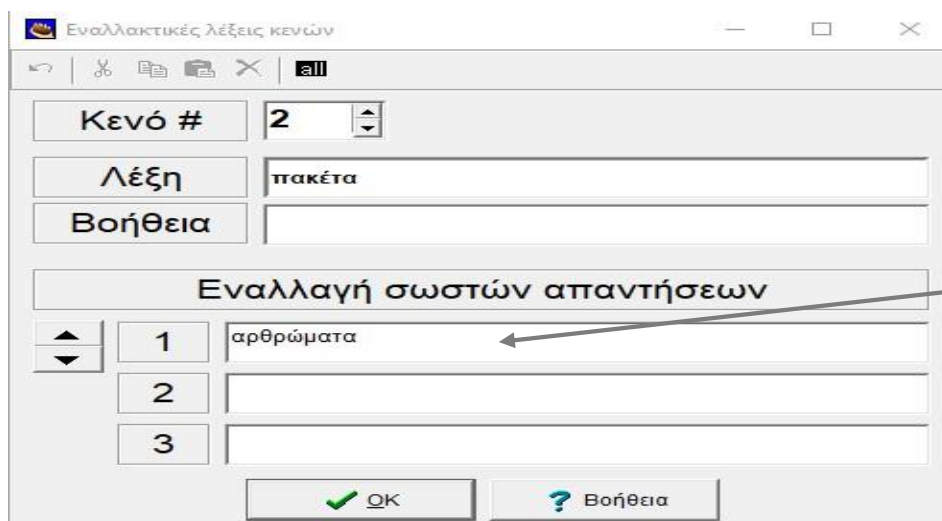 Εναλλακτικές λέξεις κενών
all
Κενό # 2
Λέξη πακέτα
Βοήθεια
Εναλλαγή σωστών απαντήσεων
1 αρθρώματα
2
3
OK ? Βοήθεια